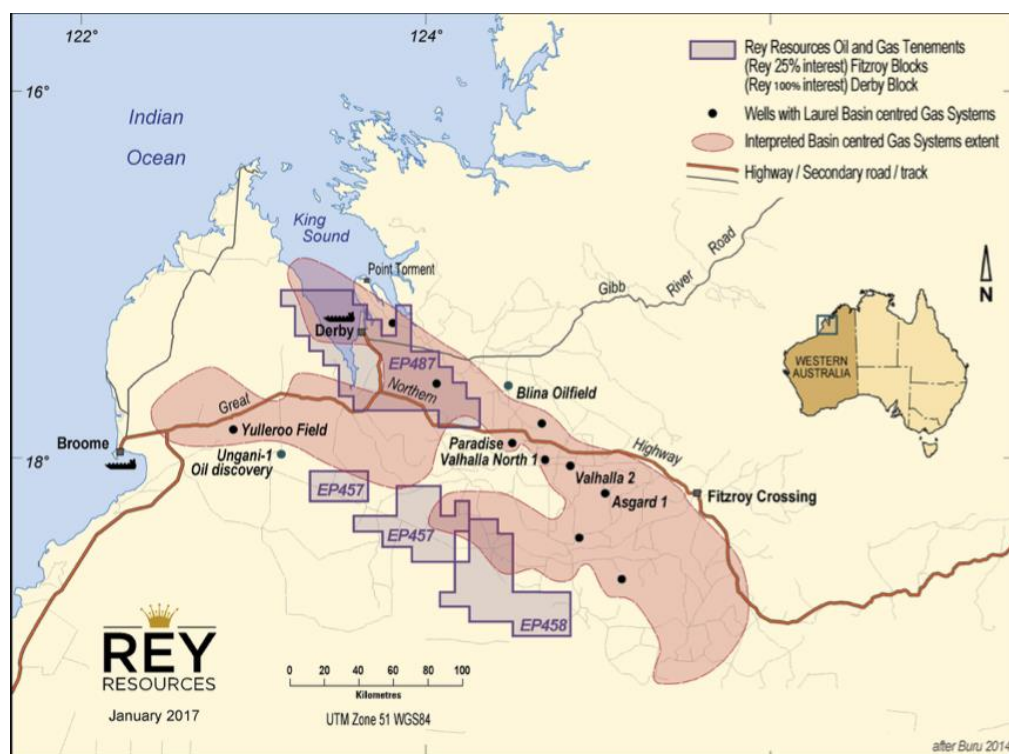 122°
124°
16°
18°
Indian
Ocean
King
Sound
Point Torment
Derby
EP487
Great
Northern
Highway
Gibb
River
Road
Blina Oilfield
Yulleroo Field
Ungani-1
Oil discovery
Broome
Paradise
Valhalla North 1
Valhalla 2
Asgard 1
Fitzroy Crossing
EP457
EP457
EP458
Rey Resources Oil and Gas Tenements
(Rey 25% interest) Fitzroy Blocks
(Rey 100% interest) Derby Block
Wells with Laurel Basin centred Gas Systems
Interpreted Basin centred Gas Systems extent
Highway / Secondary road / track
N
WESTERN
AUSTRALIA
REY
RESOURCES
January 2017
0 20 40 60 80 100
Kilometres
UTM Zone 51 WGS84
after Buru 2014